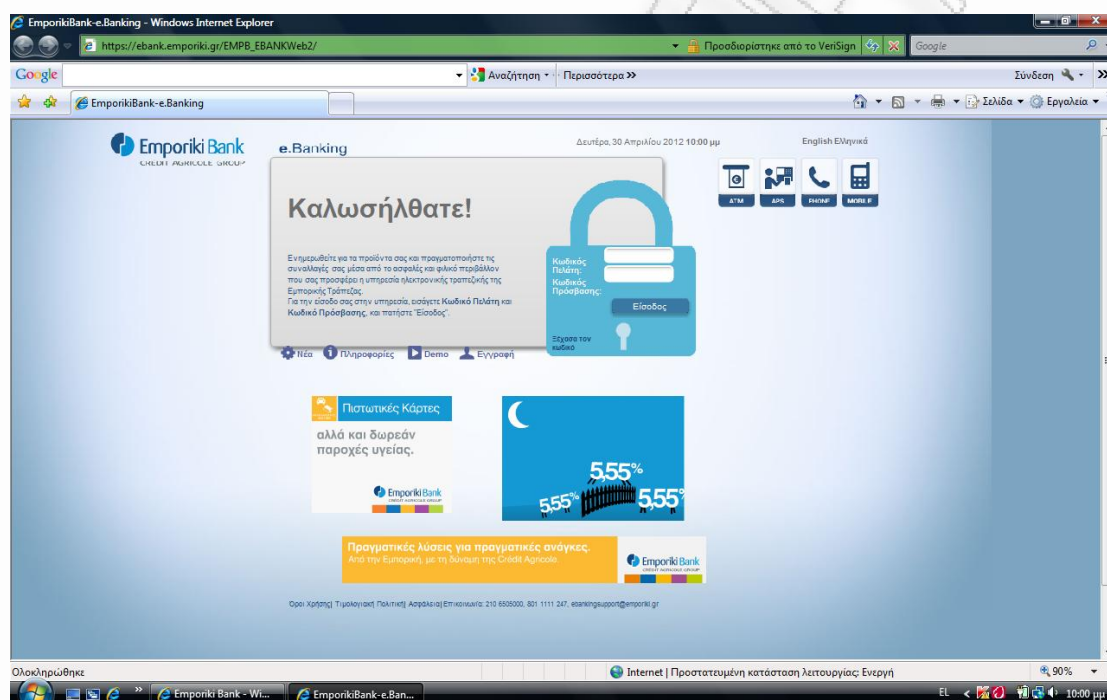 EmporikiBank-e.Banking - Windows Internet Explorer
https://ebank.emporiki.gr/EMPB_EBANKWeb2/
Προσδιορίστηκε από το VeriSign
Google
Google
Αναζήτηση
Περισσότερα >>
Σύνδεση
EmporikiBank-e.Banking
Σελίδα
Εργαλεία
Emporiki Bank
CREDIT AGRICOLE GROUP
e.Banking
Δευτέρα, 30 Απριλίου 2012 10:00 μμ
English Ελληνικά
ATM
APS
PHONE
MOBILE
Καλωσήλθατε!
Ενημερωθείτε για τα προϊόντα σας και πραγματοποιήστε τις
συναλλαγές σας μέσα από το ασφαλές και φιλικό περιβάλλον
που σας προσφέρει η υπηρεσία ηλεκτρονικής τραπεζικής της
Εμπορικής Τράπεζας.
Για την είσοδο σας στην υπηρεσία, εισάγετε Κωδικό Πελάτη και
Κωδικό Πρόσβασης, και πατήστε "Είσοδος".
Κωδικός
Πελάτη:
Κωδικός
Πρόσβασης:
Είσοδος
Ξέχασα τον
κωδικό
Νέα
Πληροφορίες
Demo
Εγγραφή
Πιστωτικές Κάρτες
αλλά και δωρεάν
παροχές υγείας.
Emporiki Bank
CREDIT AGRICOLE GROUP
5,55%
5,55%
5,55%
Πραγματικές λύσεις για πραγματικές ανάγκες.
Από την Εμπορική, με τη δύναμη της Crédit Agricole.
Emporiki Bank
CREDIT AGRICOLE GROUP
Όροι Χρήσης| Τιμολογιακή Πολιτική| Ασφάλεια| Επικοινωνία: 210 6505000, 801 1111 247, ebankingsupport@emporiki.gr
Ολοκληρώθηκε
Internet | Προστατευμένη κατάσταση λειτουργίας: Ενεργή
90%
Emporiki Bank - Wi...
EmporikiBank-e.Ban...
EL
10:00 μμ